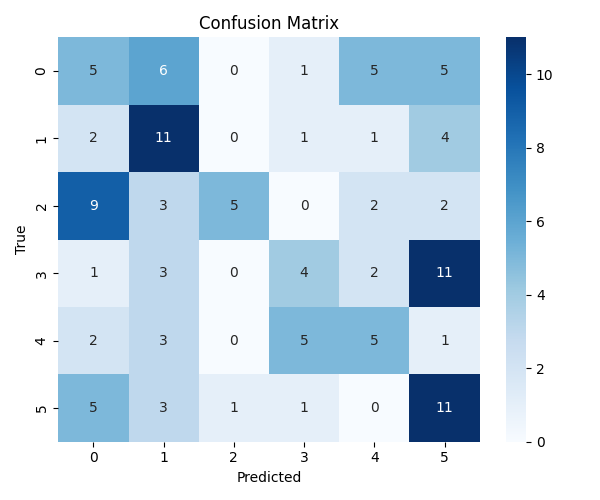 Confusion Matrix
True
0 5 6 0 1 5 5
1 2 11 0 1 1 4
2 9 3 5 0 2 2
3 1 3 0 4 2 11
4 2 3 0 5 5 1
5 5 3 1 1 0 11
0 1 2 3 4 5
Predicted
10
8
6
4
2
0